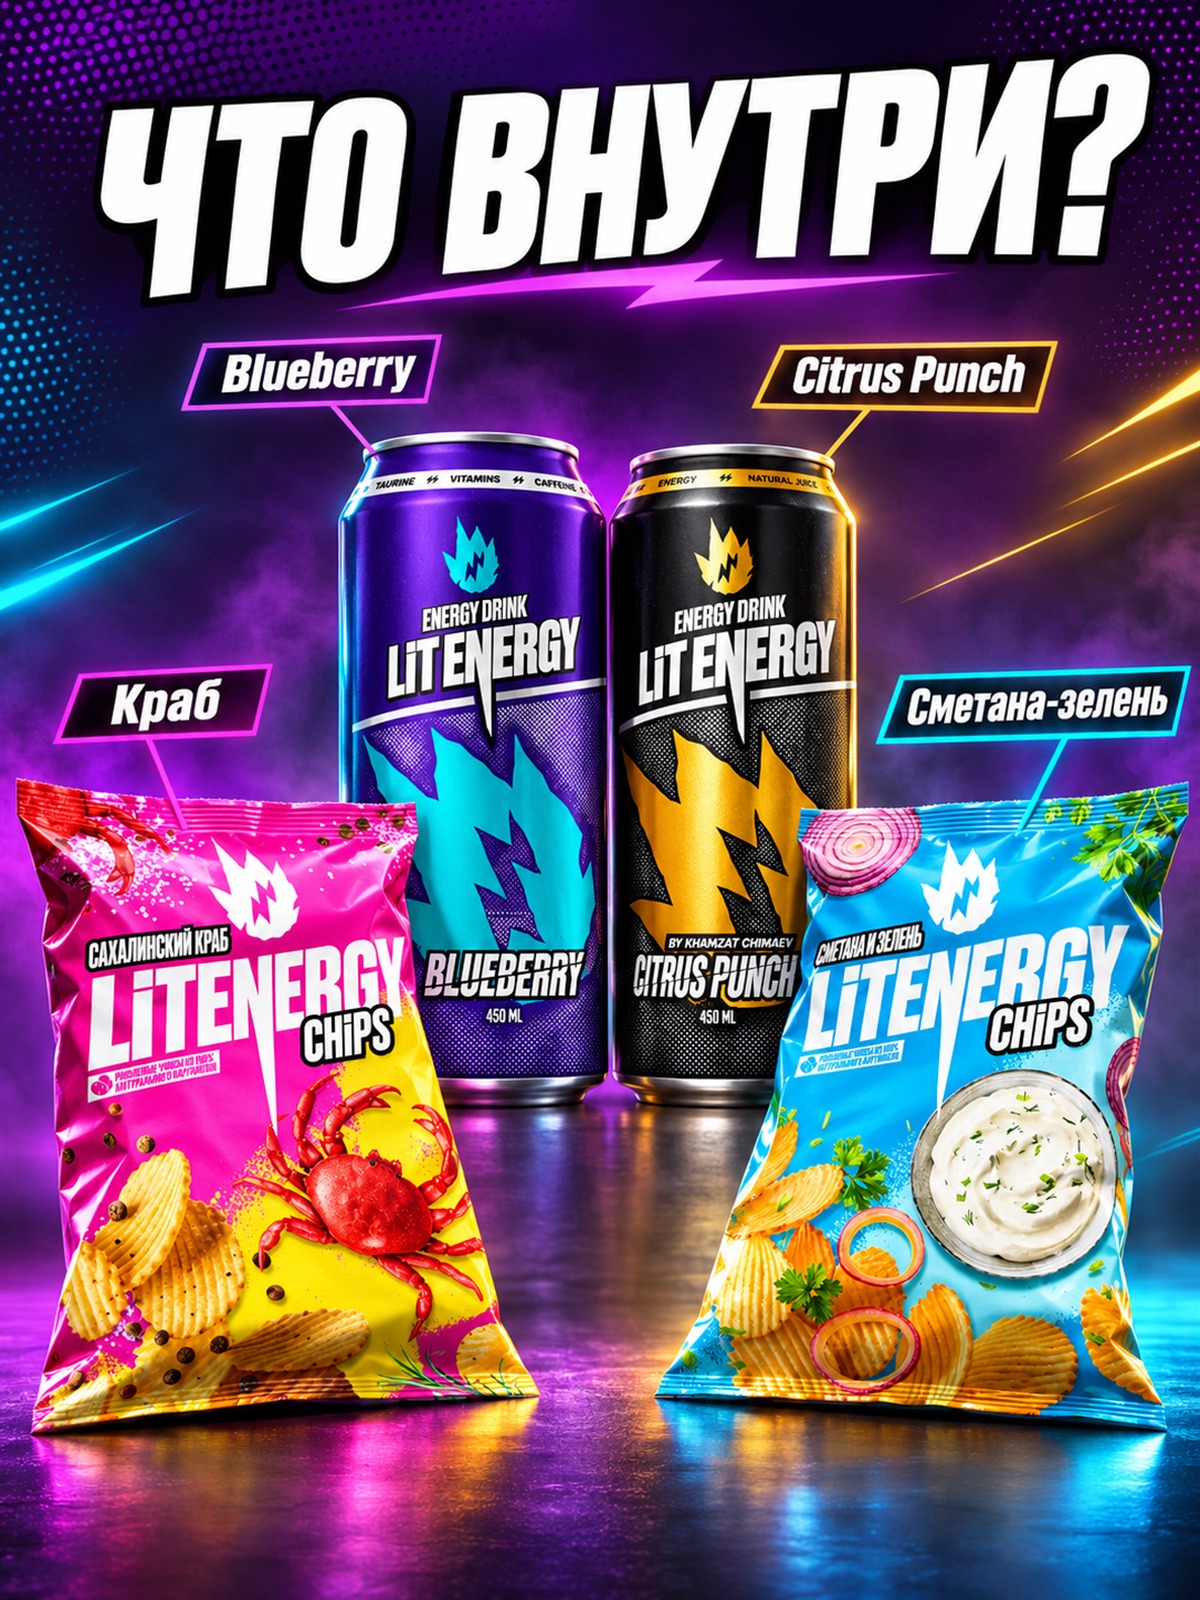 ЧТО ВНУТРИ?
Blueberry
Citrus Punch
TAURINE VITAMINS CAFFEINE
ENERGY NATURAL JUICE
ENERGY DRINK
LiT ENERGY
ENERGY DRINK
LiT ENERGY
Краб
Сметана-зелень
BLUEBERRY
450 ML
BY KHAMZAT CHIMAEV
CITRUS PUNCH
450 ML
САХАЛИНСКИЙ КРАБ
LiTENERGY
CHiPS
СМЕТАНА И ЗЕЛЕНЬ
LiTENERGY
CHiPS